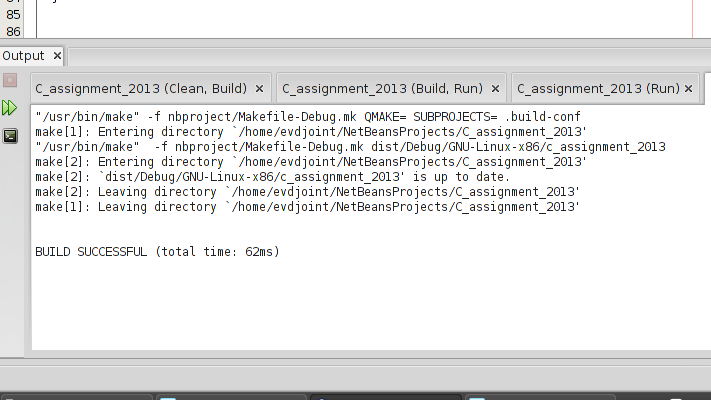 85
86
Output
C_assignment_2013 (Clean, Build) C_assignment_2013 (Build, Run) C_assignment_2013 (Run)
"/usr/bin/make" -f nbproject/Makefile-Debug.mk QMAKE= SUBPROJECTS= .build-conf
make[1]: Entering directory `/home/evdjoint/NetBeansProjects/C_assignment_2013'
"/usr/bin/make"  -f nbproject/Makefile-Debug.mk dist/Debug/GNU-Linux-x86/c_assignment_2013
make[2]: Entering directory `/home/evdjoint/NetBeansProjects/C_assignment_2013'
make[2]: `dist/Debug/GNU-Linux-x86/c_assignment_2013' is up to date.
make[2]: Leaving directory `/home/evdjoint/NetBeansProjects/C_assignment_2013'
make[1]: Leaving directory `/home/evdjoint/NetBeansProjects/C_assignment_2013'
BUILD SUCCESSFUL (total time: 62ms)